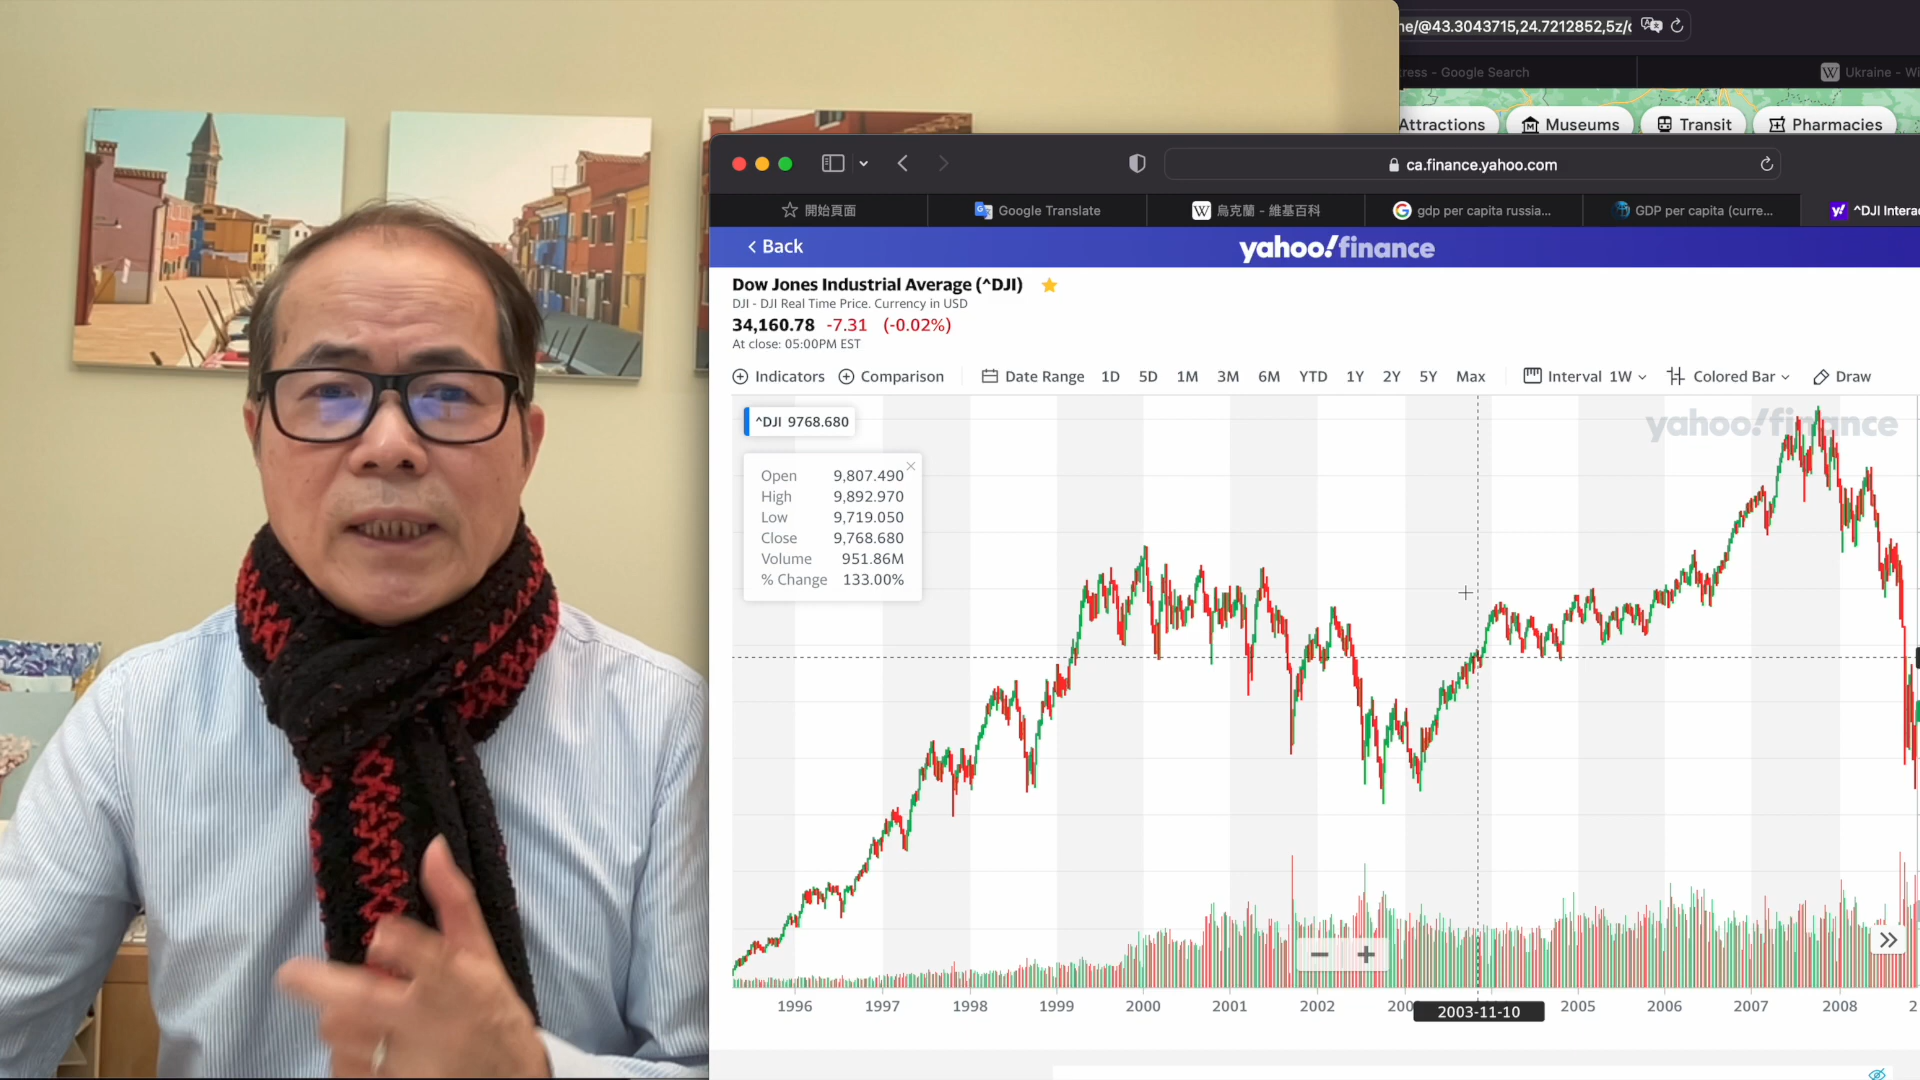 ne/@43.3043715,24.7212852,5z/
ress - Google Search
Ukraine - Wi
Attractions
Museums
Transit
Pharmacies
ca.finance.yahoo.com
開始頁面
Google Translate
烏克蘭 - 維基百科
gdp per capita russia...
GDP per capita (curre...
^DJI Interac
Back
yahoo!finance
Dow Jones Industrial Average (^DJI)
DJI - DJI Real Time Price. Currency in USD
34,160.78 -7.31 (-0.02%)
At close: 05:00PM EST
Indicators Comparison Date Range 1D 5D 1M 3M 6M YTD 1Y 2Y 5Y Max Interval 1W Colored Bar Draw
^DJI 9768.680
yahoo!finance
Open 9,807.490
High 9,892.970
Low 9,719.050
Close 9,768.680
Volume 951.86M
% Change 133.00%
1996 1997 1998 1999 2000 2001 2002 200 2003-11-10 2005 2006 2007 2008 2